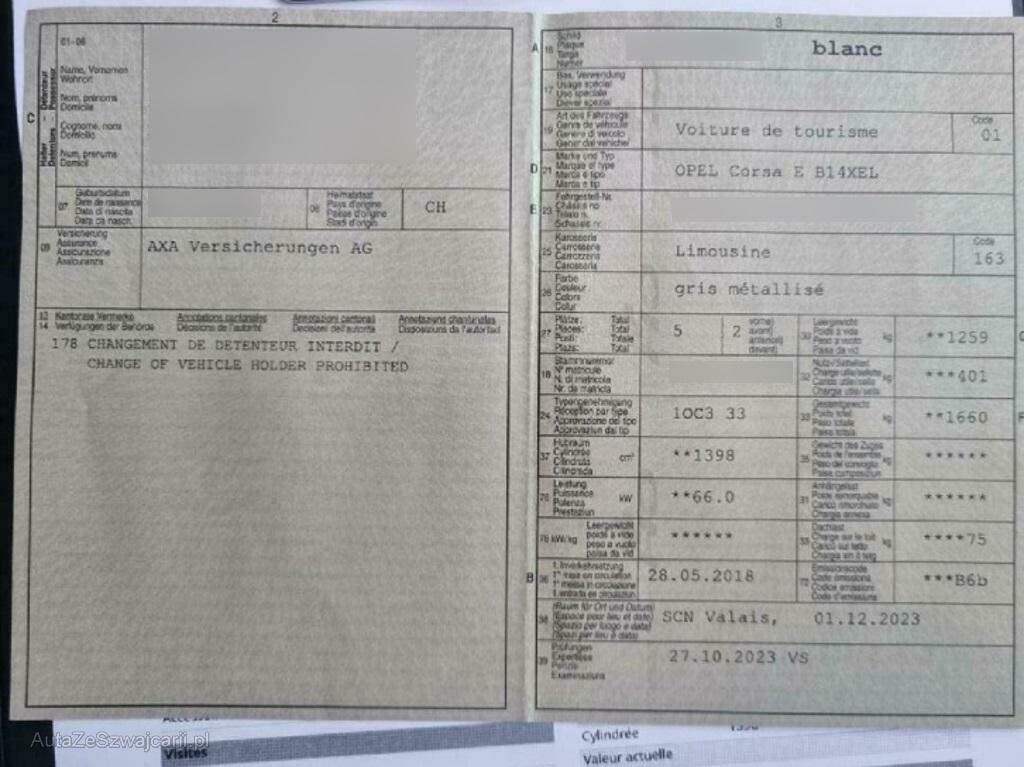 2
C
Halter Détenteur
Detentore Possessur
01-06
Name, Vornamen
Wohnort
Nom, prénoms
Domicile
Cognome, nomi
Domicilio
Num, prenums
Domicil
07 Geburtsdatum
Date de naissance
Data di nascita
Data da nasch.
Heimatstaat
Pays d'origine
CH
09 Versicherung
Assurance
Assicurazione
Assicuranza
AXA Versicherungen AG
13 Kantonale Vermerke Annotations cantonales Annotazioni cantonali Annotaziuns chantunalas
14 Verfügungen der Behörde Décisions de l'autorité Decisioni dell'autorità Disposiziuns da l'autoritad
178 CHANGEMENT DE DETENTEUR INTERDIT /
CHANGE OF VEHICLE HOLDER PROHIBITED
3
A 15 Schild
Plaque
Targa
Numer
blanc
17 Bes. Verwendung
Usage spécial
Uso speciale
Diever spezial
19 Art des Fahrzeugs
Genre de véhicule
Genere di veicolo
Gener dal vehichel
Voiture de tourisme
Code
01
D 21 Marke und Typ
Marque et type
Marca e tipo
Marca e tip
OPEL Corsa E B14XEL
E 23 Fahrgestell-Nr.
Châssis no
Telaio n.
Schassis nr.
25 Karosserie
Carrosserie
Carrozzeria
Carossaria
Limousine
Code
163
26 Farbe
Couleur
Colore
Colur
gris métallisé
27 Plätze: Total
Places: Total
Posti: Totale
Plazs: Total
5
2
vorne)
avant)
anteriori)
davant)
30 Leergewicht
Poids à vide
Peso a vuoto
Paisa da vid
kg
**1259
18 Stammnummer
N° matricule
N. di matricola
Nr. da matricla
32 Nutz-/Sattellast
Charge utile/sellette
Carico utile/sella
Chargia utila/sella
kg
***401
24 Typengenehmigung
Réception par type
Approvazione del tipo
Approvaziun dal tip
1OC3 33
33 Gesamtgewicht
Poids total
Peso totale
Paisa totala
kg
**1660
37 Hubraum
Cylindrée
Cilindrata
Cilindrada
cm³
**1398
35 Gewicht des Zuges
Poids de l'ensemble
Peso del convoglio
Paisa cumposiziun
kg
******
76 Leistung
Puissance
Potenza
Prestaziun
kW
**66.0
31 Anhängelast
Poids remorquable
Carico rimorchiato
Chargia annexa
kg
******
78 kW/kg
Leergewicht
poids à vide
peso a vuoto
paisa da vid
******
55 Dachlast
Charge sur le toit
Carico sul tetto
Chargia sin il tetg
kg
****75
B 36 1. Inverkehrsetzung
1re mise en circulation
1a messa in circolazione
1. entrada en circulaziun
28.05.2018
72 Emissionscode
Code émissions
Codice emissioni
Code d'emissiuns
***B6b
38 (Raum für Ort und Datum)
(Espace pour lieu et date)
(Spazio per luogo e data)
(Spazi per lieu e data)
SCN Valais, 01.12.2023
39 Prüfungen
Expertises
Perizie
Examinaziuns
27.10.2023 VS
AutaZeSzwajcarii.pl
Visites
Cylindrée
Valeur actuelle